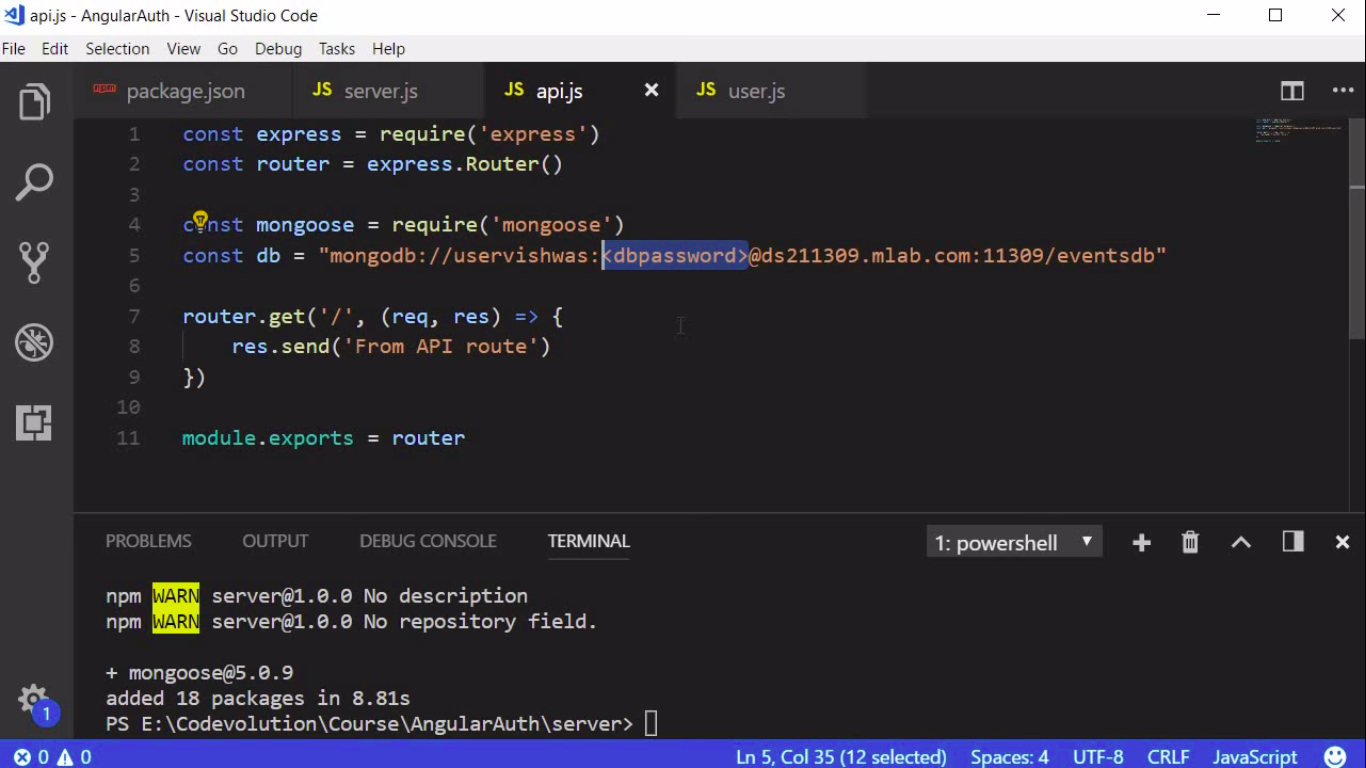 api.js - AngularAuth - Visual Studio Code
File Edit Selection View Go Debug Tasks Help
npm package.json JS server.js JS api.js JS user.js
1 const express = require('express')
2 const router = express.Router()
3
4 const mongoose = require('mongoose')
5 const db = "mongodb://uservishwas:<dbpassword>@ds211309.mlab.com:11309/eventsdb"
6
7 router.get('/', (req, res) => {
8 res.send('From API route')
9 })
10
11 module.exports = router
PROBLEMS OUTPUT DEBUG CONSOLE TERMINAL 1: powershell
npm WARN server@1.0.0 No description
npm WARN server@1.0.0 No repository field.
+ mongoose@5.0.9
added 18 packages in 8.81s
PS E:\Codevolution\Course\AngularAuth\server>
1
0 0 Ln 5, Col 35 (12 selected) Spaces: 4 UTF-8 CRLF JavaScript